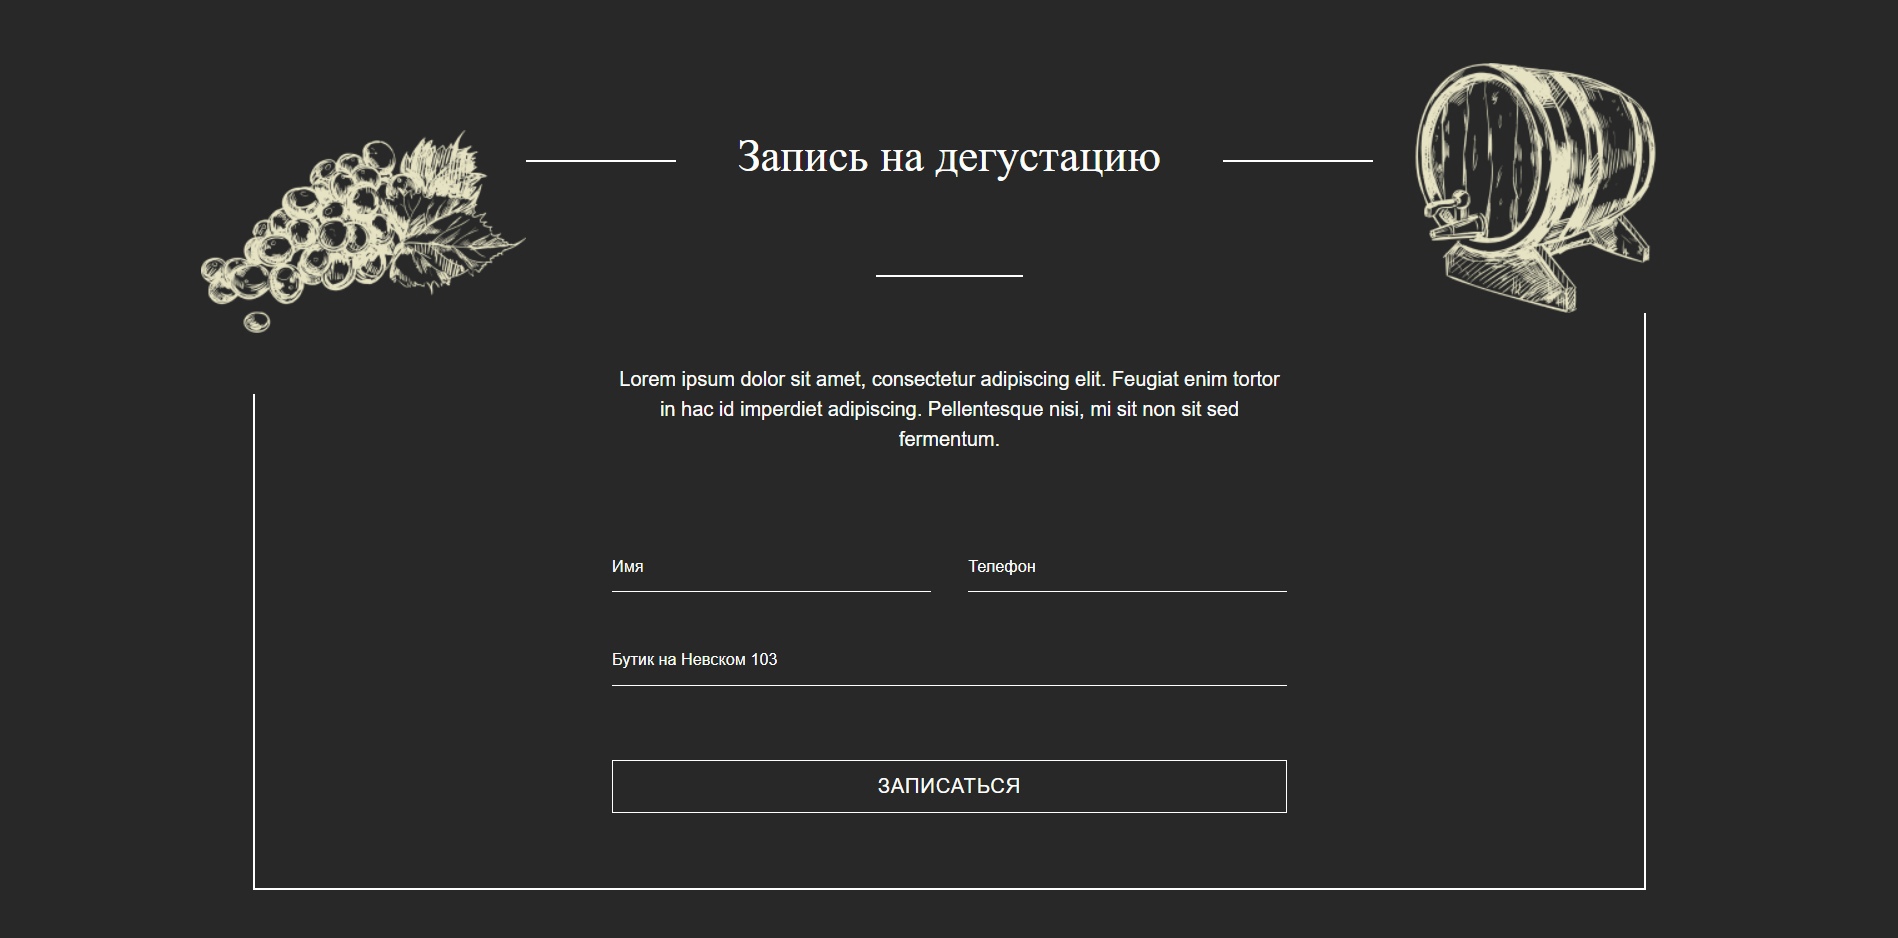 Запись на дегустацию
Lorem ipsum dolor sit amet, consectetur adipiscing elit. Feugiat enim tortor
in hac id imperdiet adipiscing. Pellentesque nisi, mi sit non sit sed
fermentum.
Имя
Телефон
Бутик на Невском 103
ЗАПИСАТЬСЯ